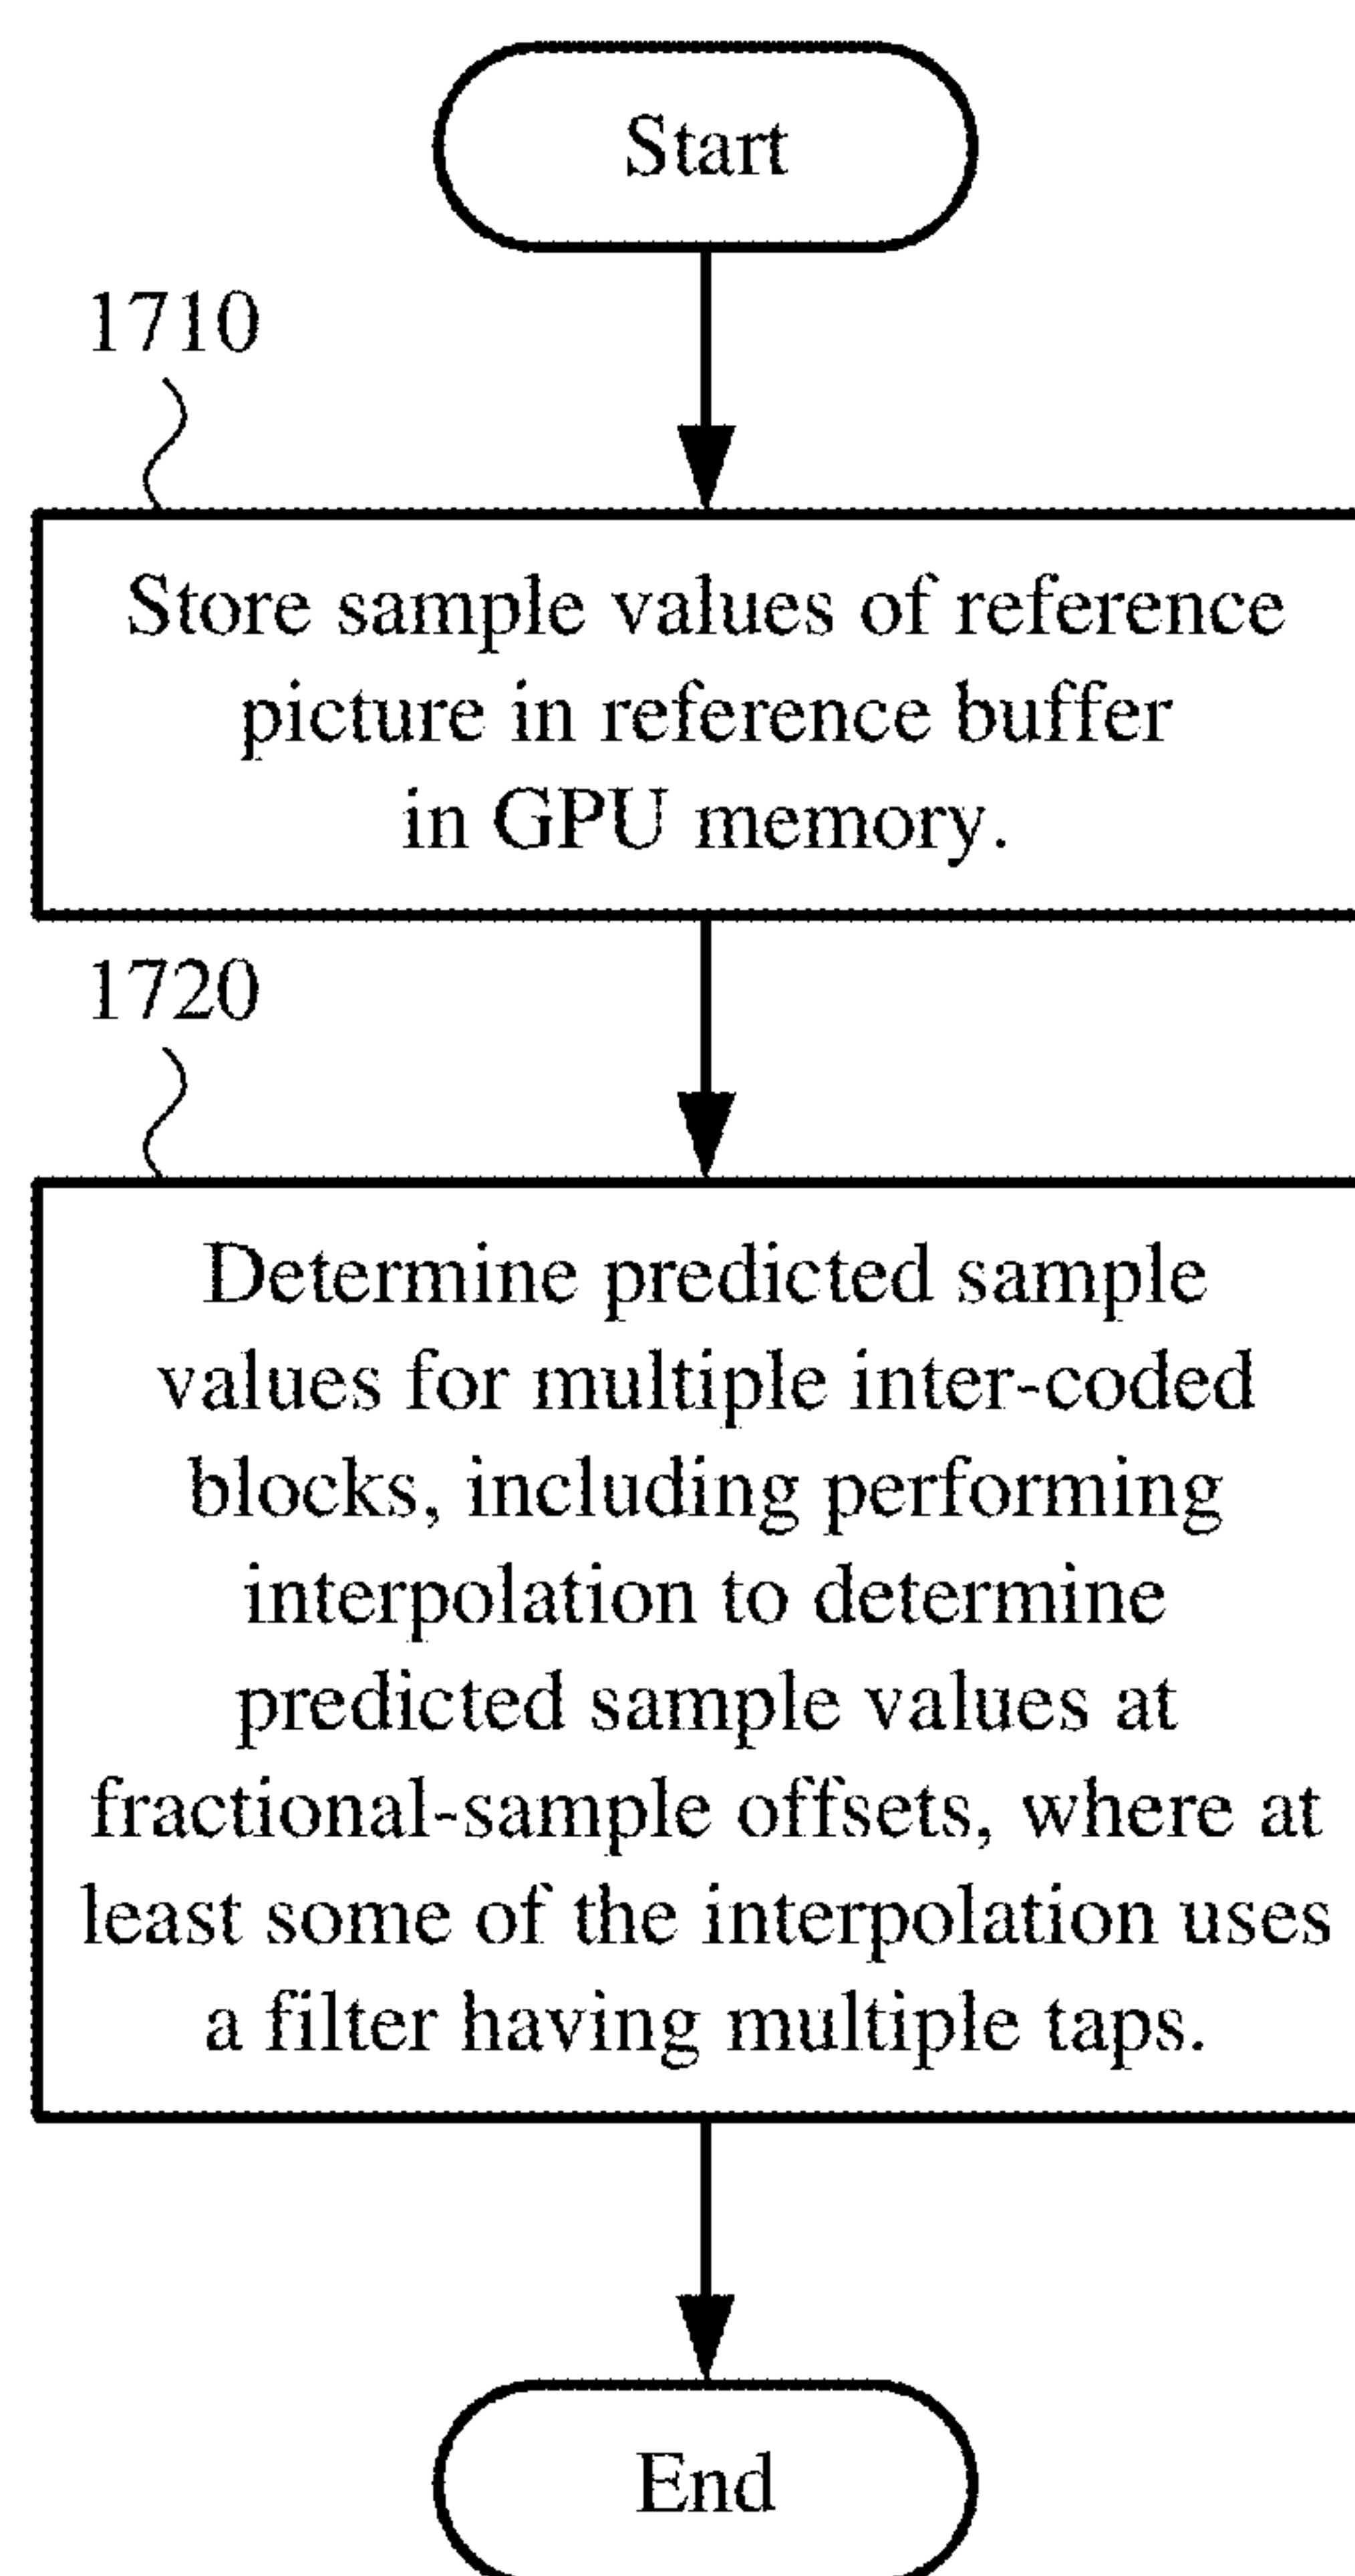 Start
1710
Store sample values of reference
picture in reference buffer
in GPU memory.
1720
Determine predicted sample
values for multiple inter-coded
blocks, including performing
interpolation to determine
predicted sample values at
fractional-sample offsets, where at
least some of the interpolation uses
a filter having multiple taps.
End